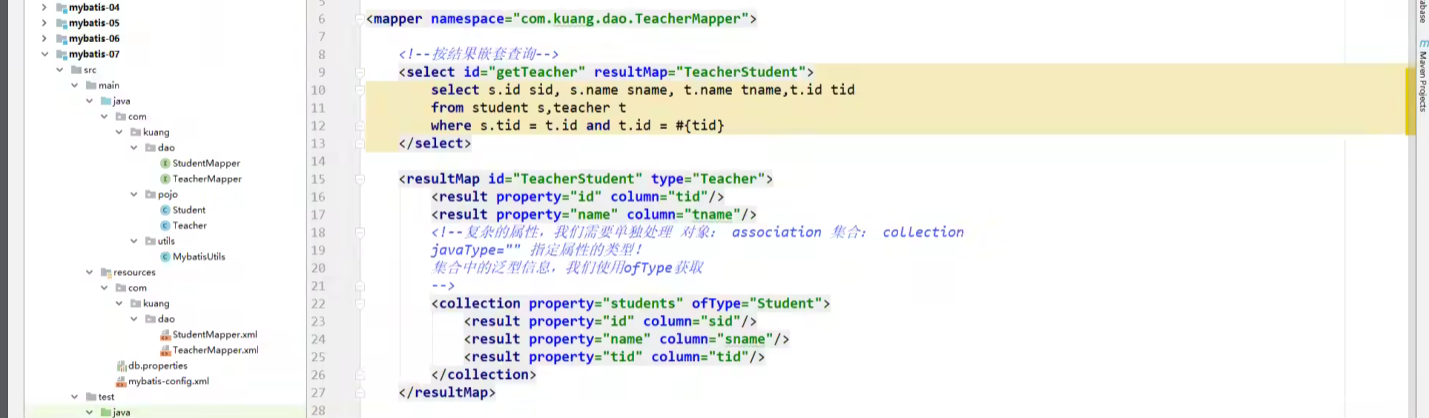 mybatis-04
mybatis-05
mybatis-06
mybatis-07
src
main
java
com
kuang
dao
StudentMapper
TeacherMapper
pojo
Student
Teacher
utils
MybatisUtils
resources
com
kuang
dao
StudentMapper.xml
TeacherMapper.xml
db.properties
mybatis-config.xml
test
java
5
6 <mapper namespace="com.kuang.dao.TeacherMapper">
7
8 <!--按结果嵌套查询-->
9 <select id="getTeacher" resultMap="TeacherStudent">
10 select s.id sid, s.name sname, t.name tname,t.id tid
11 from student s,teacher t
12 where s.tid = t.id and t.id = #{tid}
13 </select>
14
15 <resultMap id="TeacherStudent" type="Teacher">
16 <result property="id" column="tid"/>
17 <result property="name" column="tname"/>
18 <!--复杂的属性，我们需要单独处理 对象： association 集合： collection
19 javaType="" 指定属性的类型！
20 集合中的泛型信息，我们使用ofType获取
21 -->
22 <collection property="students" ofType="Student">
23 <result property="id" column="sid"/>
24 <result property="name" column="sname"/>
25 <result property="tid" column="tid"/>
26 </collection>
27 </resultMap>
28
Maven Projects